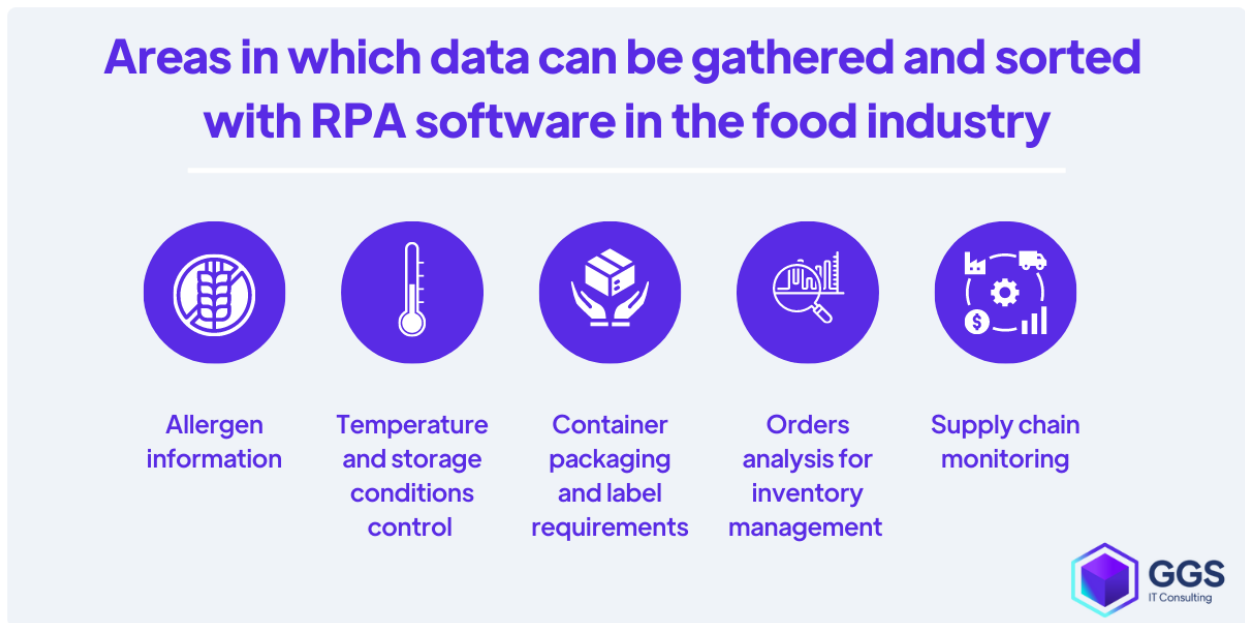 Areas in which data can be gathered and sorted
with RPA software in the food industry
Allergen
information
Temperature
and storage
conditions
control
Container
packaging
and label
requirements
Orders
analysis for
inventory
management
Supply chain
monitoring
$
GGS
IT Consulting